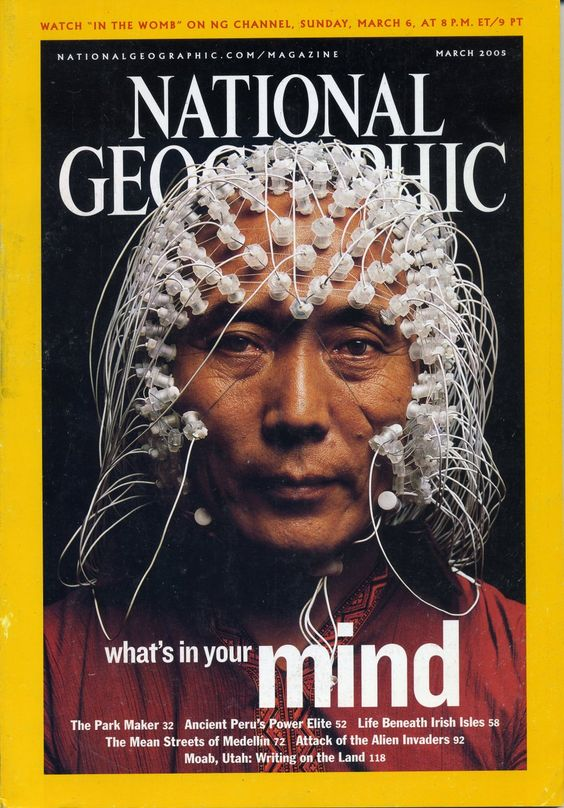 WATCH "IN THE WOMB" ON NG CHANNEL, SUNDAY, MARCH 6, AT 8 P.M. ET/9 PT
NATIONALGEOGRAPHIC.COM/MAGAZINE MARCH 2005
NATIONAL
GEOGRAPHIC
what's in your mind
The Park Maker 32 Ancient Peru's Power Elite 52 Life Beneath Irish Isles 58
The Mean Streets of Medellín 72 Attack of the Alien Invaders 92
Moab, Utah: Writing on the Land 118